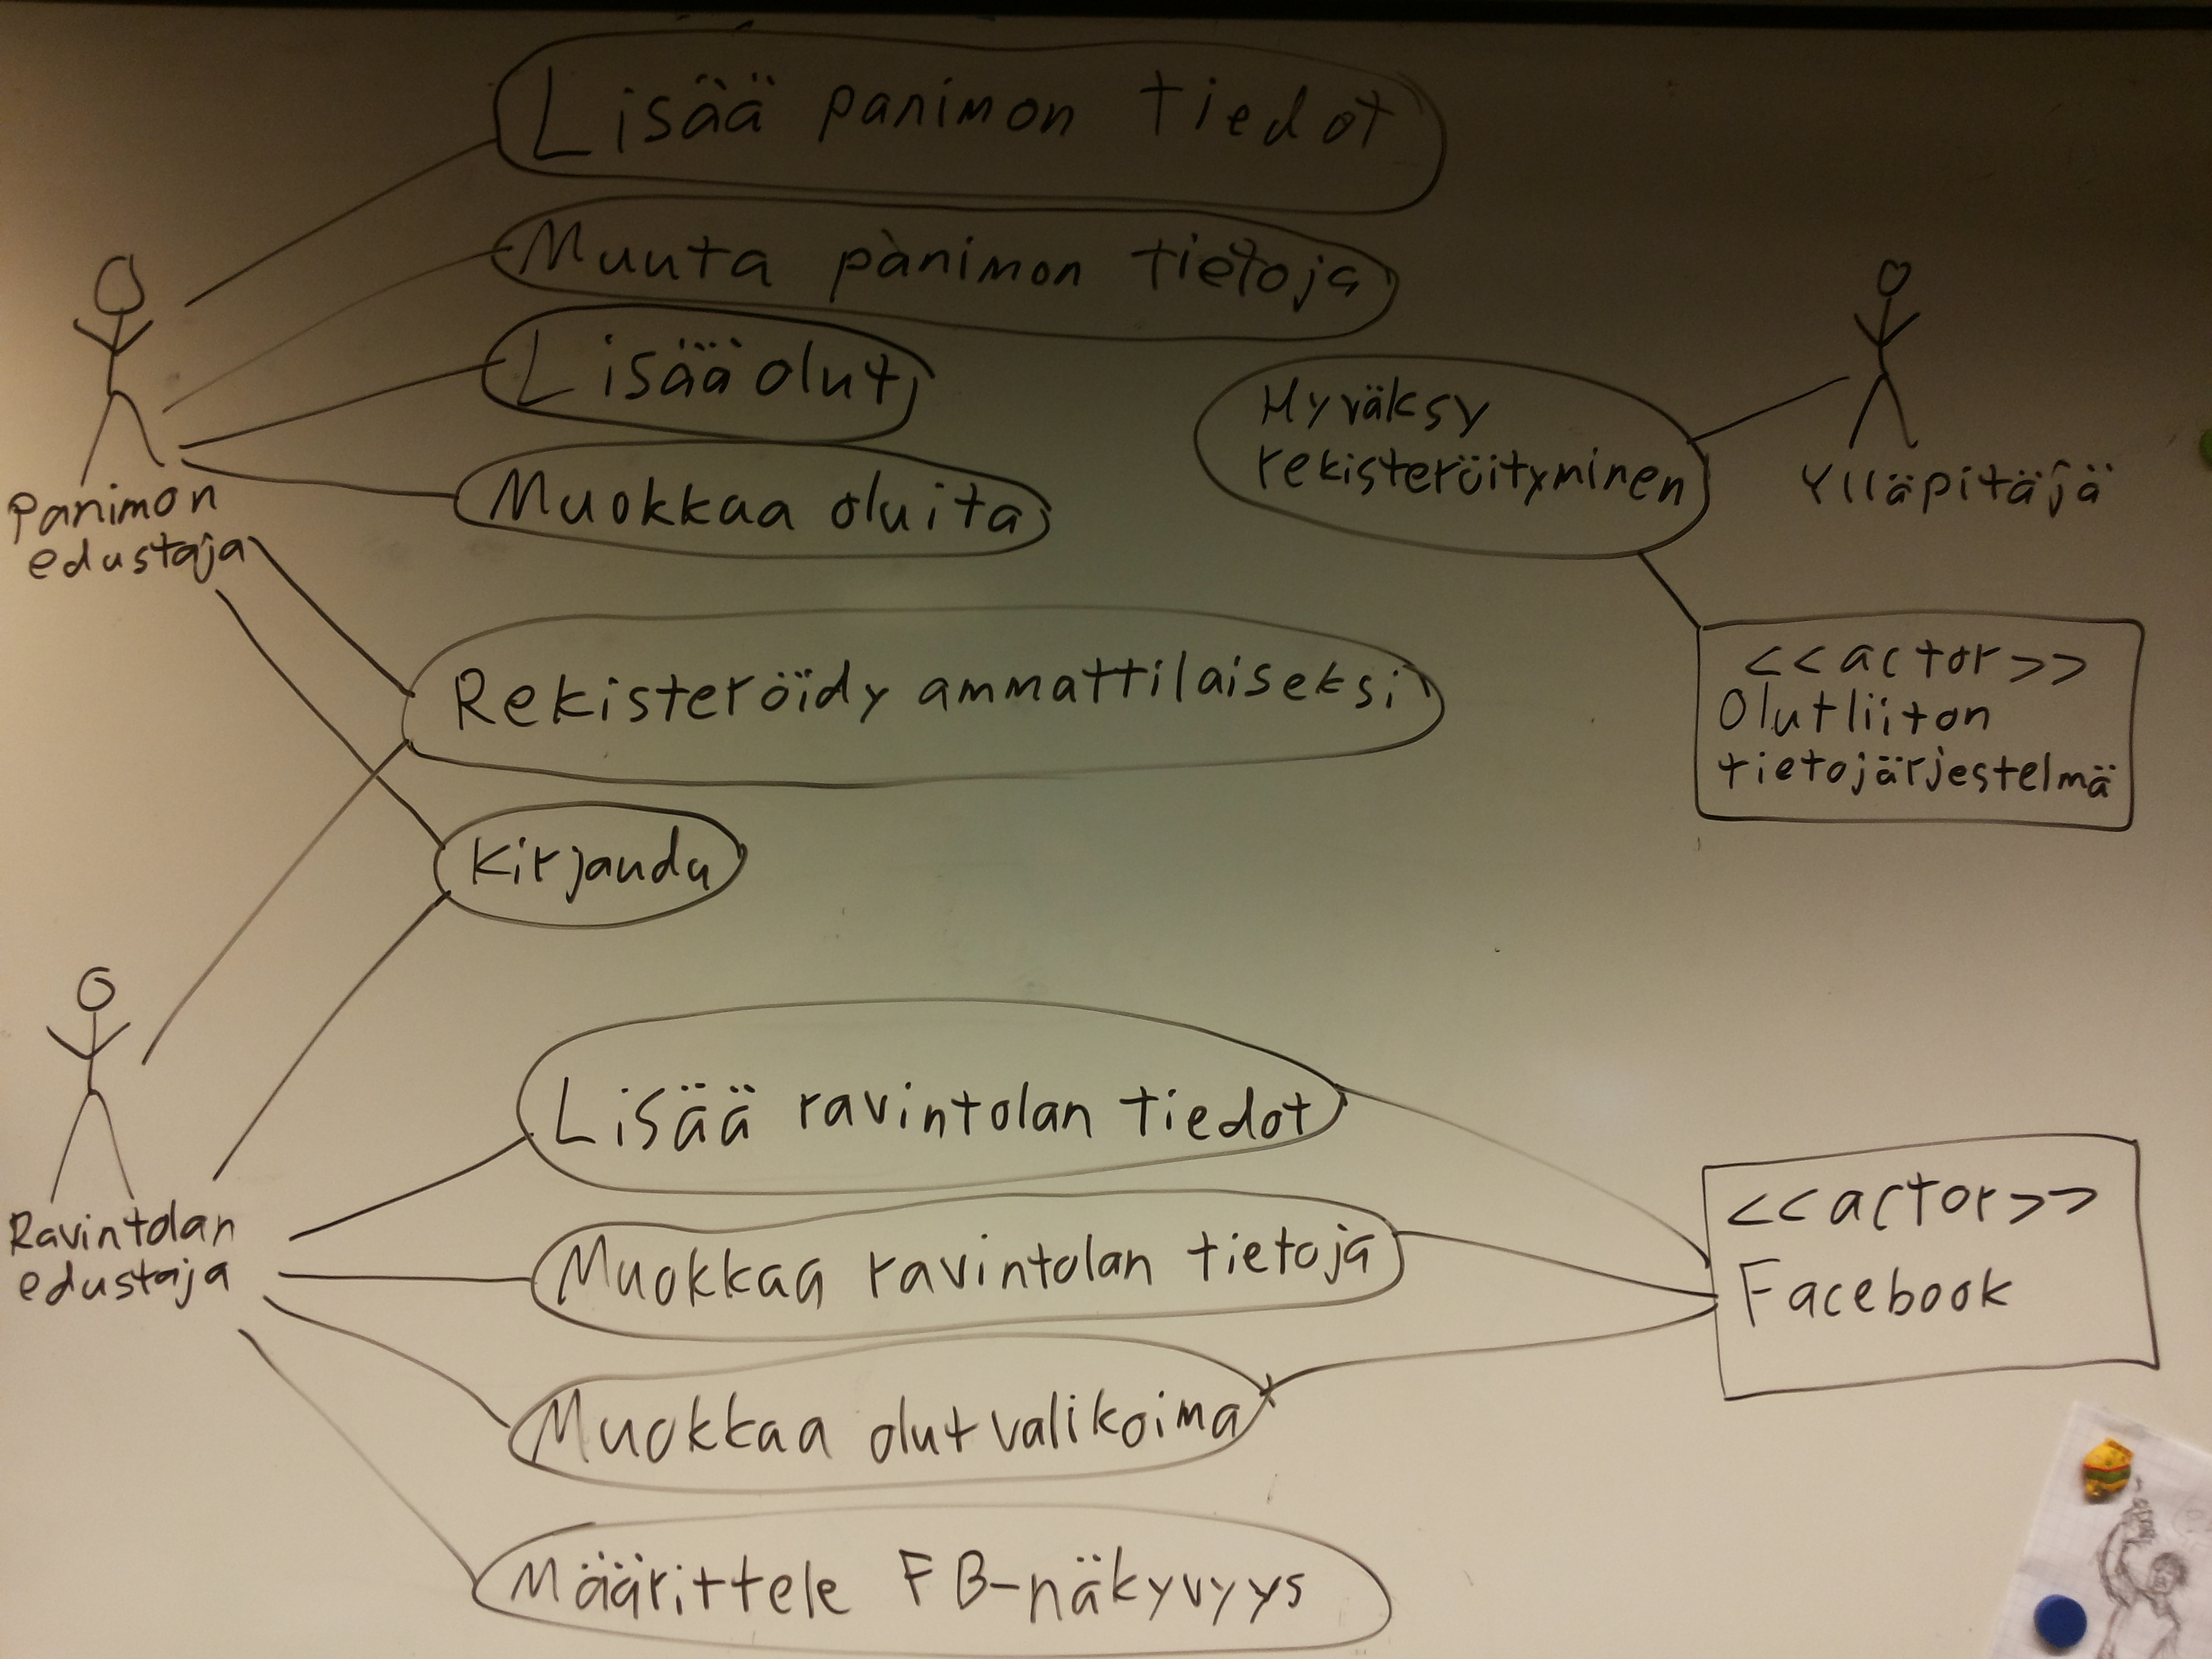 Lisää panimon tiedot
Muuta panimon tietoja
Lisää olut
Muokkaa oluita
Panimon
edustaja
Hyväksy
rekisteröityminen
Ylläpitäjä
<<actor>>
Olutliiton
tietojärjestelmä
Rekisteröidy ammattilaiseksi
Kirjaudu
Ravintolan
edustaja
Lisää ravintolan tiedot
Muokkaa ravintolan tietoja
Muokkaa olutvalikoima
Määrittele FB-näkyvyys
<<actor>>
Facebook